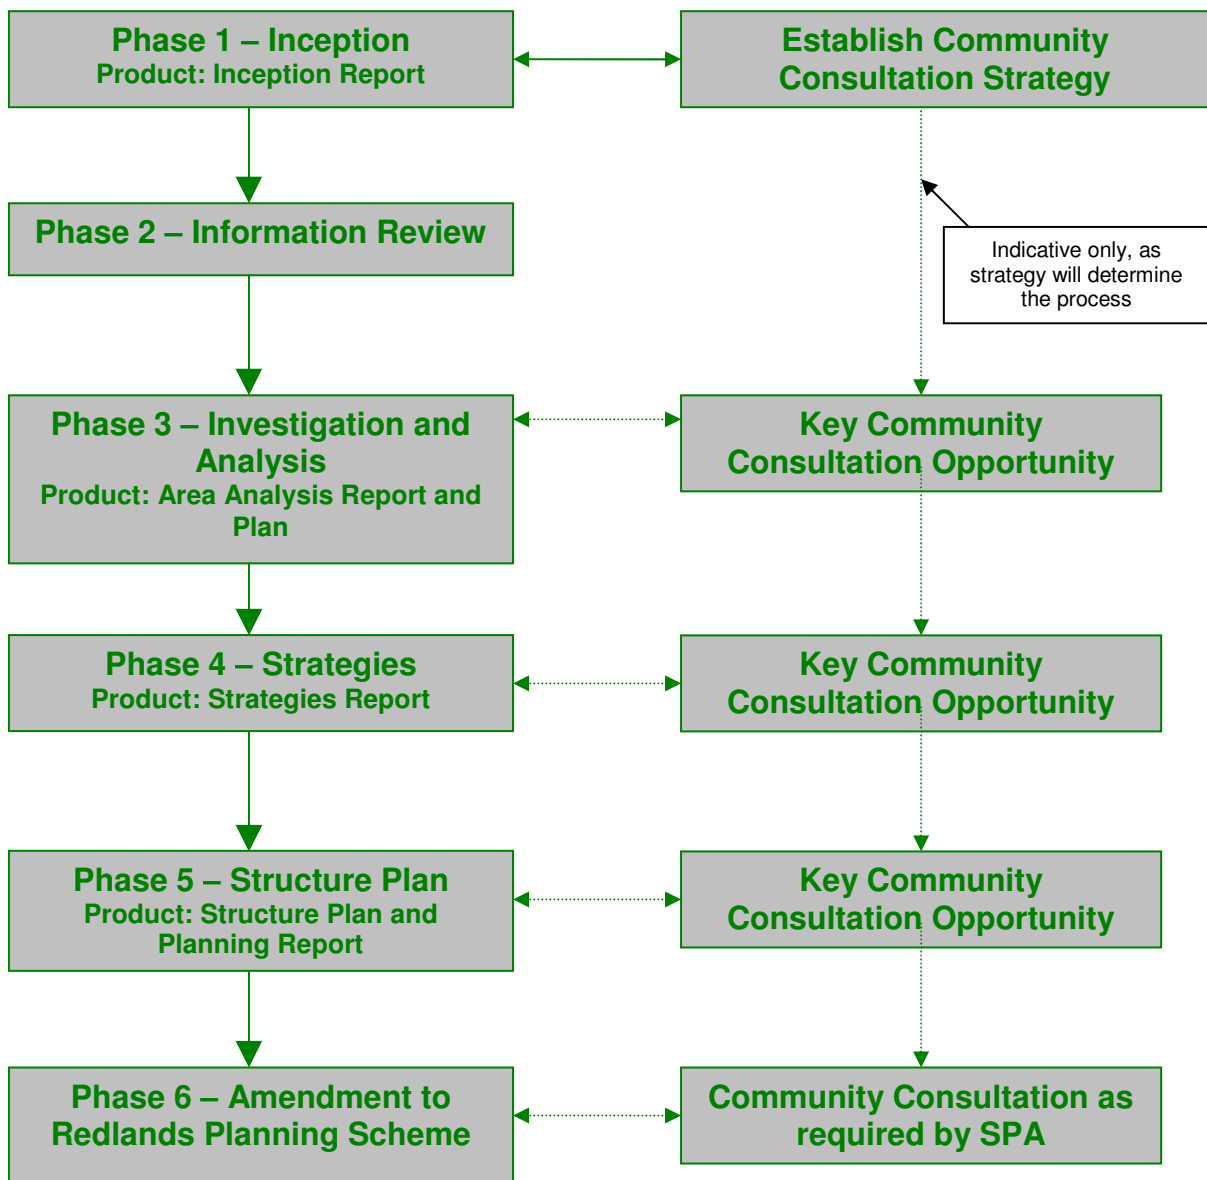 Phase 1 – Inception
Product: Inception Report
Establish Community
Consultation Strategy
Phase 2 – Information Review
Indicative only, as
strategy will determine
the process
Phase 3 – Investigation and
Analysis
Product: Area Analysis Report and
Plan
Key Community
Consultation Opportunity
Phase 4 – Strategies
Product: Strategies Report
Key Community
Consultation Opportunity
Phase 5 – Structure Plan
Product: Structure Plan and
Planning Report
Key Community
Consultation Opportunity
Phase 6 – Amendment to
Redlands Planning Scheme
Community Consultation as
required by SPA